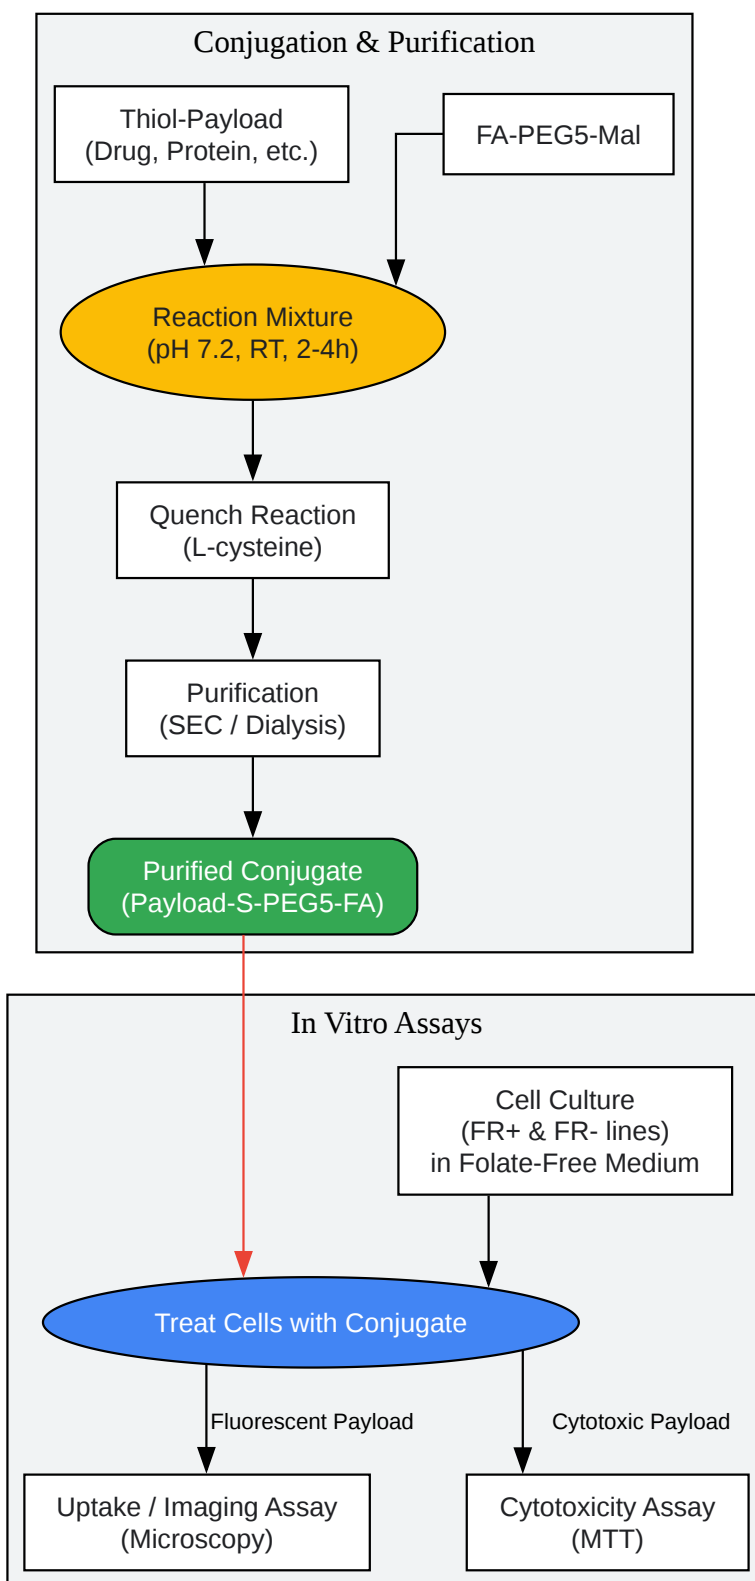 Conjugation & Purification
Thiol-Payload
(Drug, Protein, etc.)
FA-PEG5-Mal
Reaction Mixture
(pH 7.2, RT, 2-4h)
Quench Reaction
(L-cysteine)
Purification
(SEC / Dialysis)
Purified Conjugate
(Payload-S-PEG5-FA)
In Vitro Assays
Cell Culture
(FR+ & FR- lines)
in Folate-Free Medium
Treat Cells with Conjugate
Fluorescent Payload
Cytotoxic Payload
Uptake / Imaging Assay
(Microscopy)
Cytotoxicity Assay
(MTT)